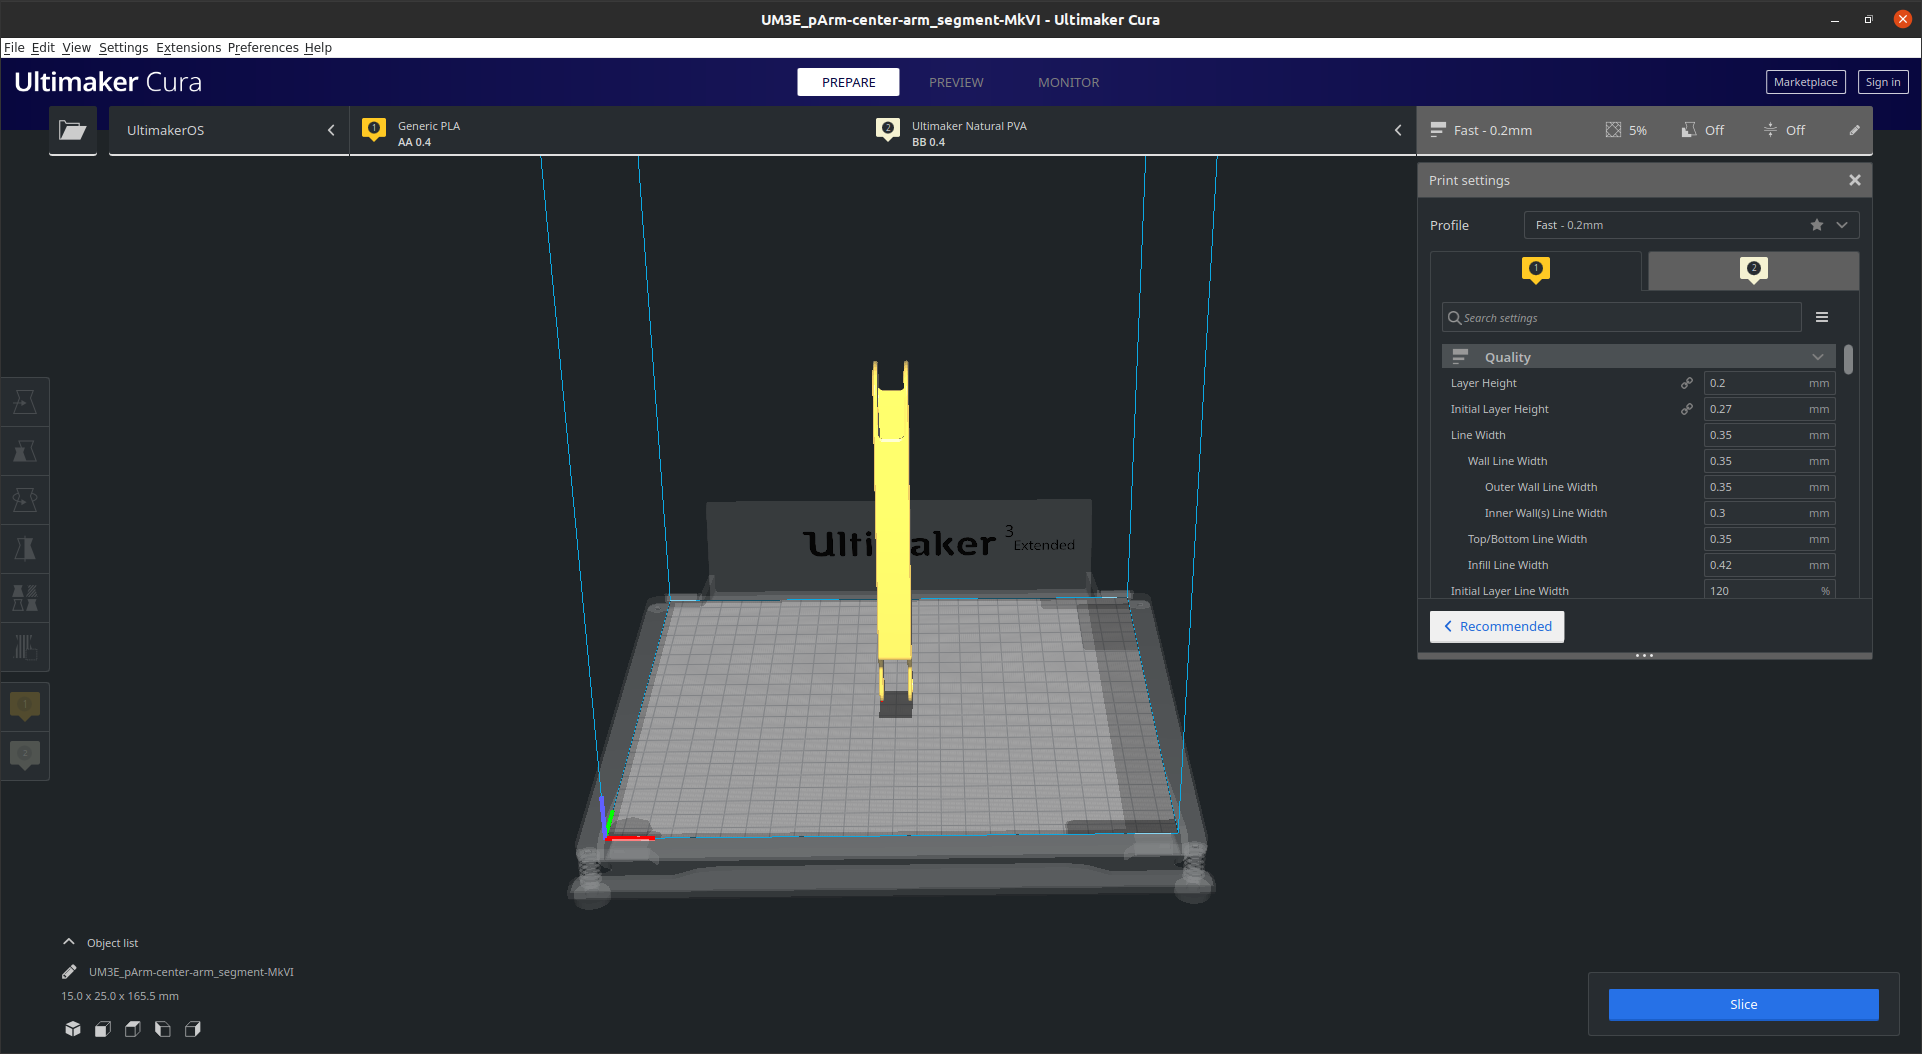 UM3E_pArm-center-arm_segment-MkVI - Ultimaker Cura
File Edit View Settings Extensions Preferences Help
Ultimaker Cura
PREPARE
PREVIEW
MONITOR
Marketplace
Sign in
UltimakerOS
1
Generic PLA
AA 0.4
2
Ultimaker Natural PVA
BB 0.4
Fast - 0.2mm
5%
Off
Off
Print settings
Profile
Fast - 0.2mm
1
2
Search settings
Quality
Layer Height 0.2 mm
Initial Layer Height 0.27 mm
Line Width 0.35 mm
Wall Line Width 0.35 mm
Outer Wall Line Width 0.35 mm
Inner Wall(s) Line Width 0.3 mm
Top/Bottom Line Width 0.35 mm
Infill Line Width 0.42 mm
Initial Layer Line Width 120 %
Recommended
Ulti aker 3
Extended
1
2
Object list
UM3E_pArm-center-arm_segment-MkVI
15.0 x 25.0 x 165.5 mm
Slice